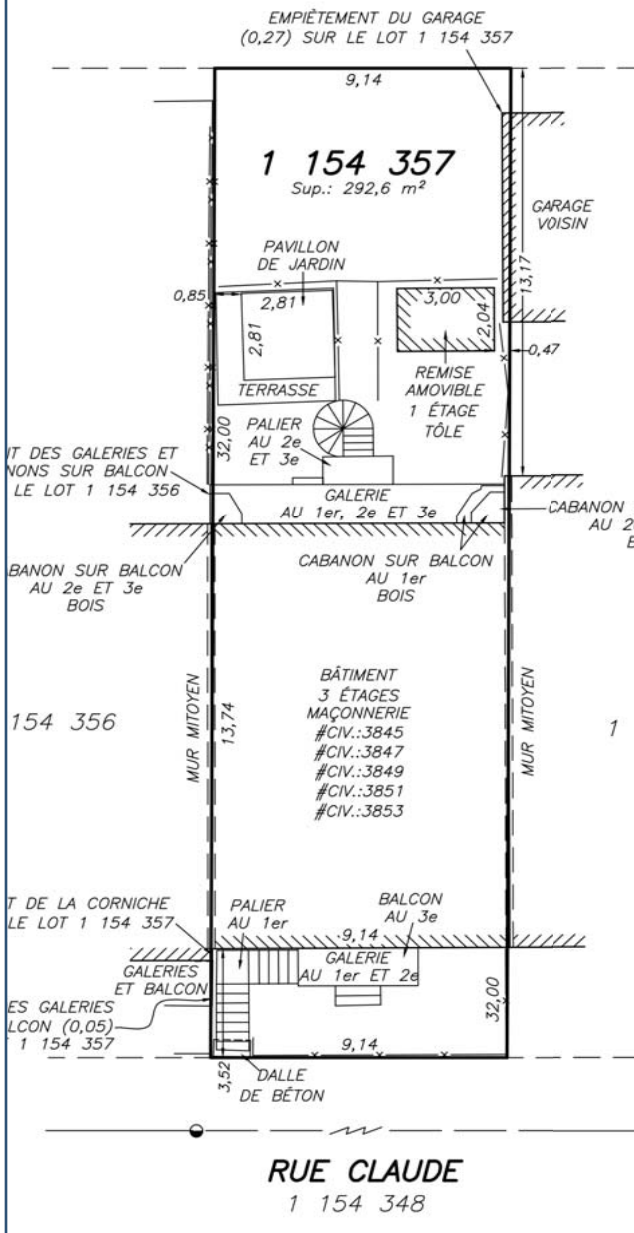 EMPIÈTEMENT DU GARAGE
(0,27) SUR LE LOT 1 154 357
9,14
1 154 357
Sup.: 292,6 m²
GARAGE
VOISIN
13,17
PAVILLON
DE JARDIN
0,85
2,81
2,81
TERRASSE
3,00
2,04
0,47
REMISE
AMOVIBLE
1 ÉTAGE
TÔLE
32,00
PALIER
AU 2e
ET 3e
T DES GALERIES ET
NONS SUR BALCON
LE LOT 1 154 356
GALERIE
AU 1er, 2e ET 3e
CABANON
AU 2
B
BANON SUR BALCON
AU 2e ET 3e
BOIS
CABANON SUR BALCON
AU 1er
BOIS
MUR MITOYEN
13,74
BÂTIMENT
3 ÉTAGES
MAÇONNERIE
#CIV.:3845
#CIV.:3847
#CIV.:3849
#CIV.:3851
#CIV.:3853
MUR MITOYEN
154 356
1
T DE LA CORNICHE
LE LOT 1 154 357
PALIER
AU 1er
BALCON
AU 3e
9,14
GALERIES
ET BALCON
GALERIE
AU 1er ET 2e
32,00
ES GALERIES
LCON (0,05)
1 154 357
9,14
3,52
DALLE
DE BÉTON
RUE CLAUDE
1 154 348